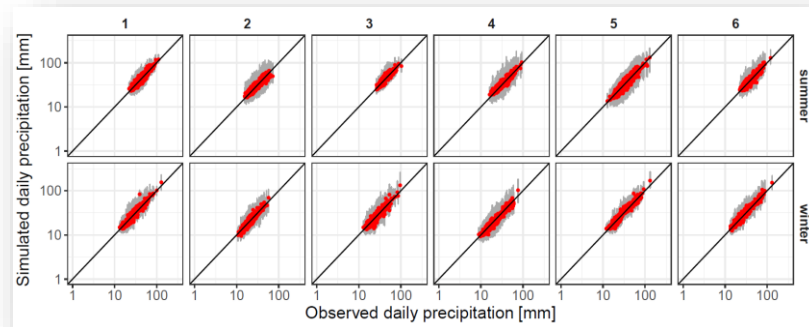 1 2 3 4 5 6
100
10
1
summer
100
10
1
winter
1 10 100 1 10 100 1 10 100 1 10 100 1 10 100 1 10 100
Simulated daily precipitation [mm]
Observed daily precipitation [mm]